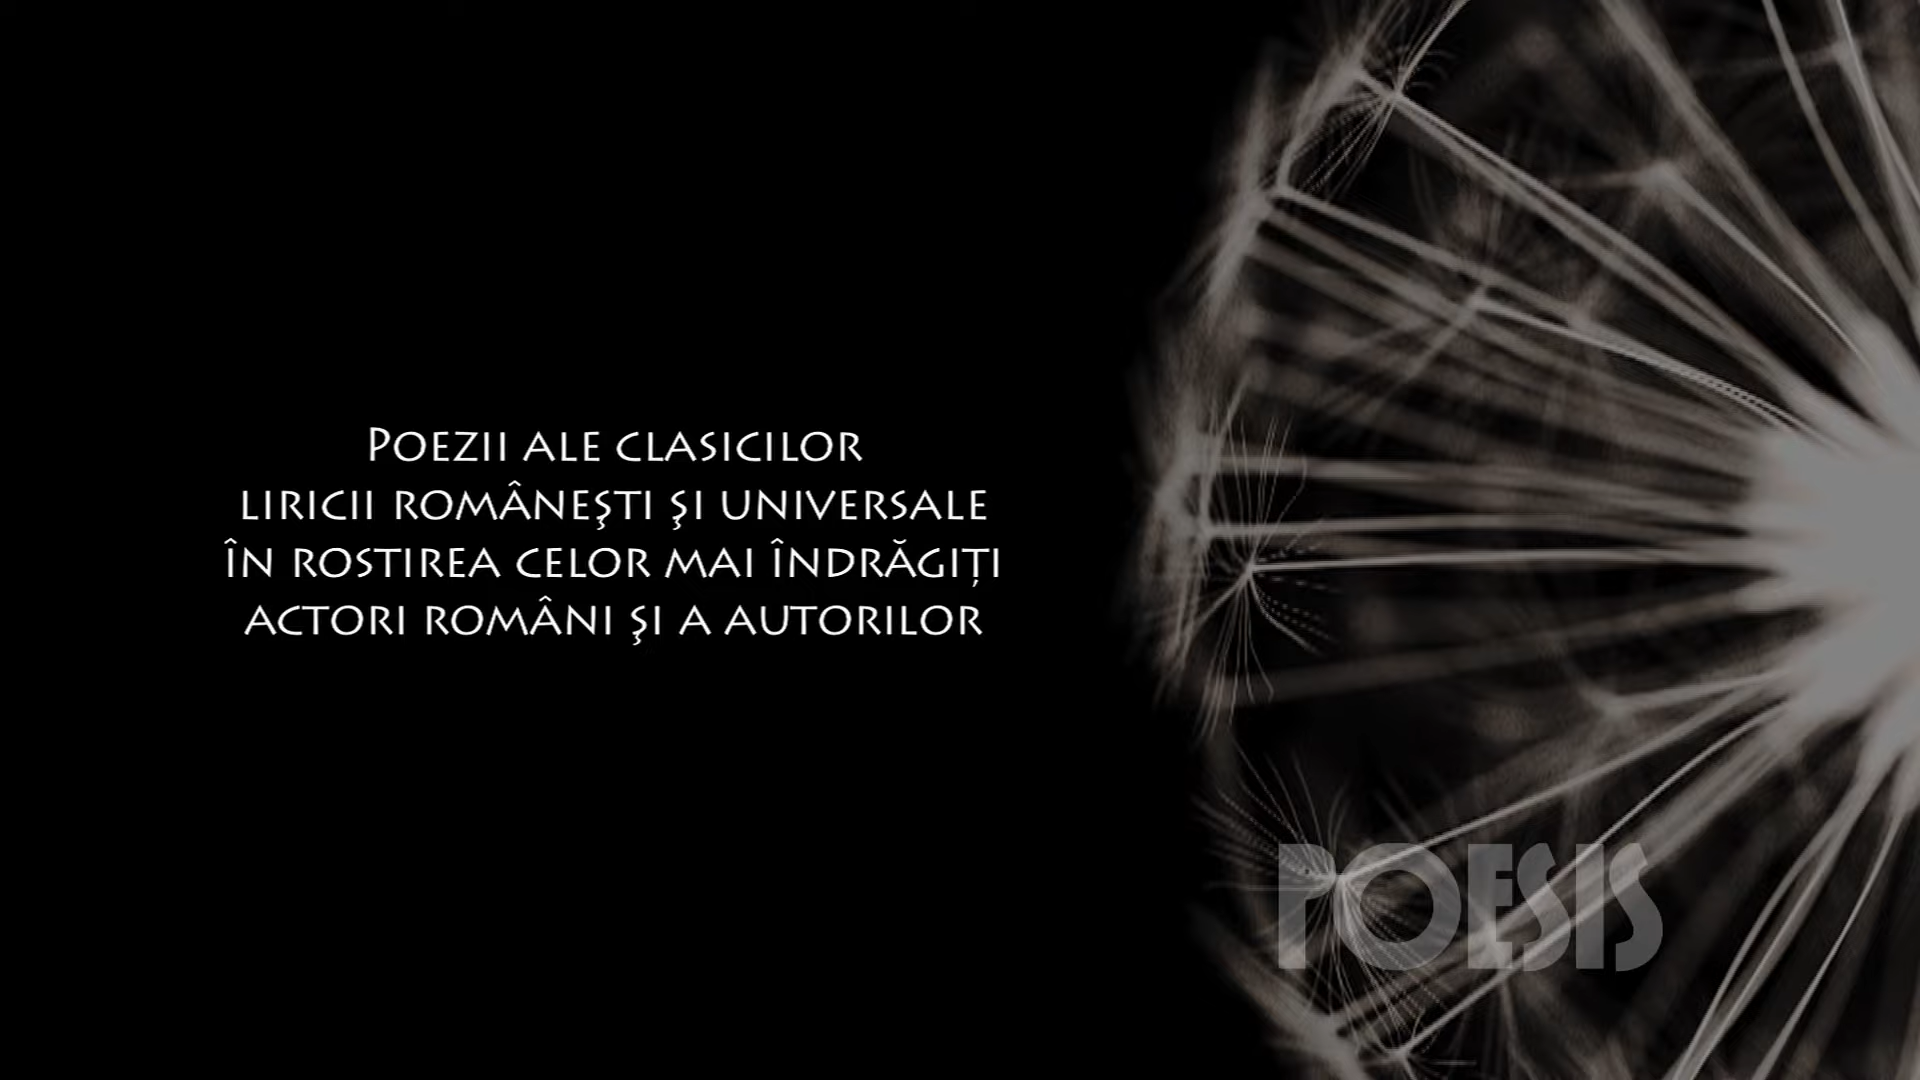 Poezii ale clasicilor
liricii româneşti şi universale
în rostirea celor mai îndrăgiți
actori români şi a autorilor
POESIS